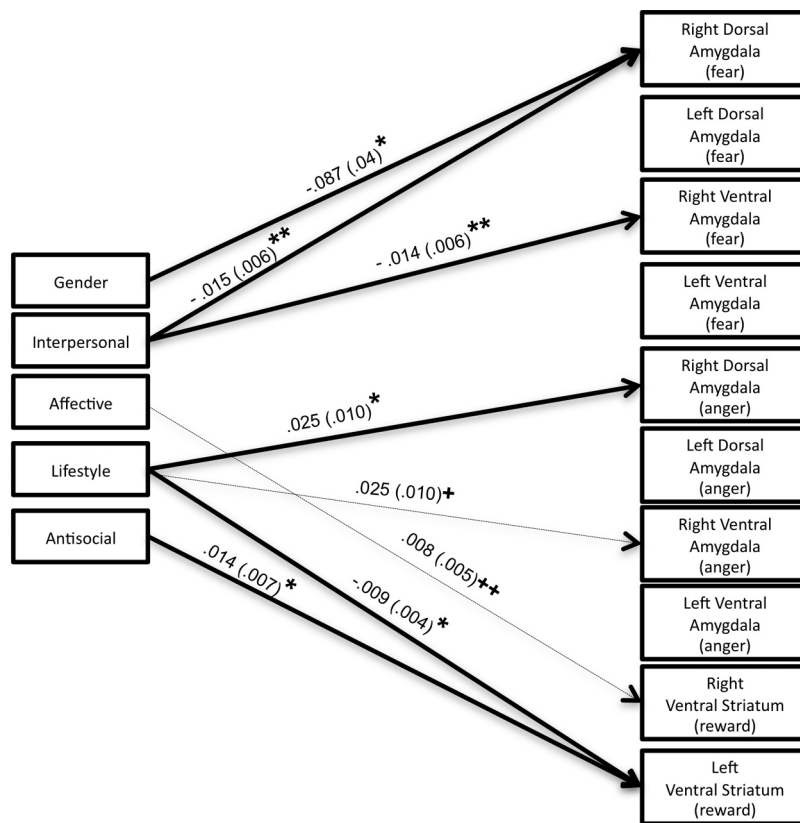 Right Dorsal
Amygdala
(fear)
Left Dorsal
Amygdala
(fear)
Right Ventral
Amygdala
(fear)
Left Ventral
Amygdala
(fear)
Right Dorsal
Amygdala
(anger)
Left Dorsal
Amygdala
(anger)
Right Ventral
Amygdala
(anger)
Left Ventral
Amygdala
(anger)
Right
Ventral Striatum
(reward)
Left
Ventral Striatum
(reward)
Gender
Interpersonal
Affective
Lifestyle
Antisocial
-.087 (.04)*
-.015 (.006)**
-.014 (.006)**
.025 (.010)*
.025 (.010)+
.008 (.005)++
-.009 (.004)*
.014 (.007)*